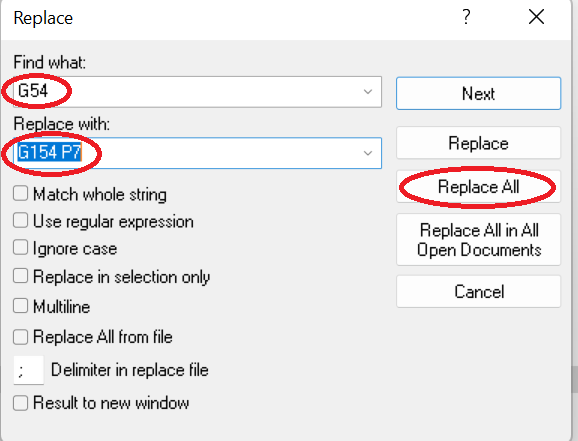 Replace
?
Find what:
G54
Next
Replace with:
G154 P7
Replace
Replace All
Match whole string
Use regular expression
Replace All in All
Open Documents
Ignore case
Replace in selection only
Cancel
Multiline
Replace All from file
; Delimiter in replace file
Result to new window